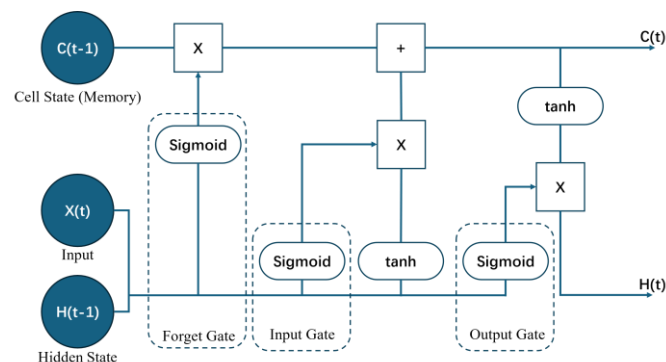 C(t-1)
X
+
C(t)
Cell State (Memory)
tanh
Sigmoid
X
X
X(t)
Input
Sigmoid
tanh
Sigmoid
H(t-1)
H(t)
Forget Gate
Input Gate
Output Gate
Hidden State